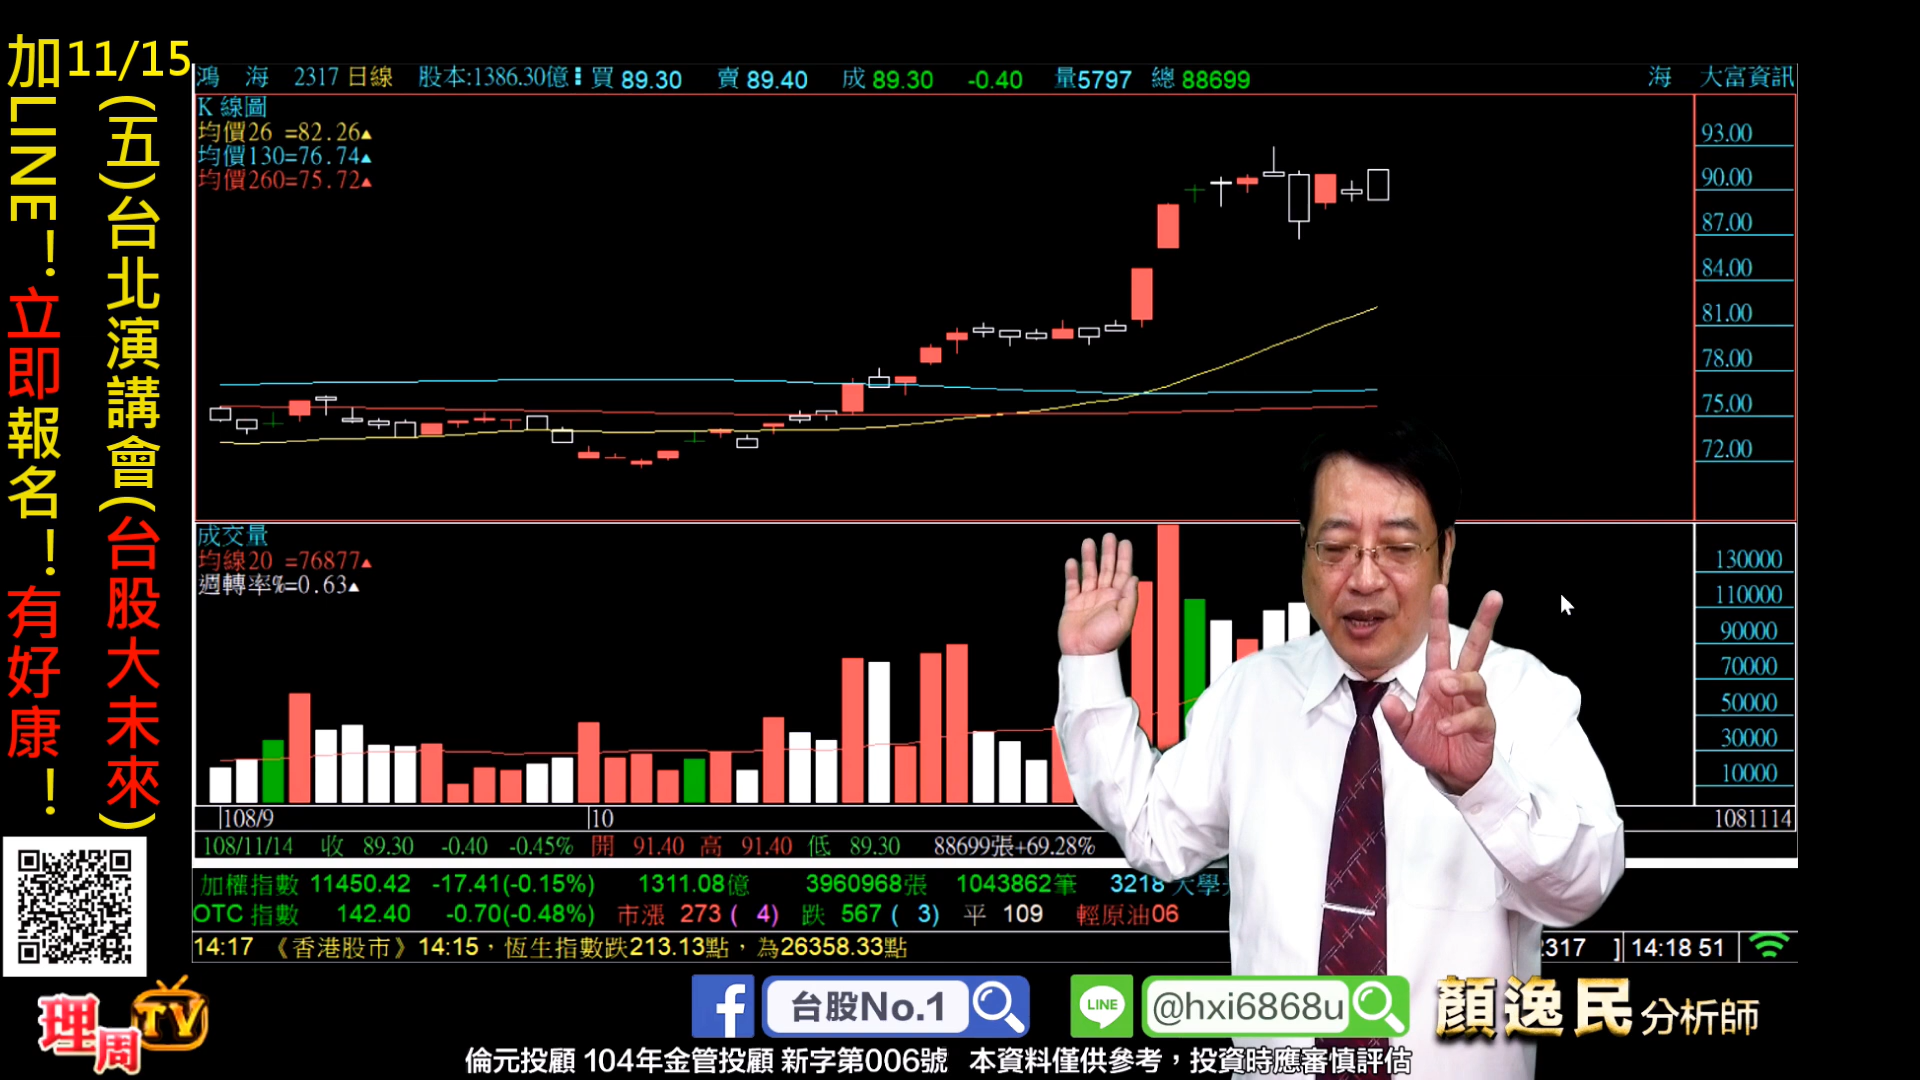 加LINE！立即報名！有好康！
11/15(五)台北演講會(台股大未來)
鴻 海 2317 日線 股本:1386.30億 買 89.30 賣 89.40 成 89.30 -0.40 量5797 總 88699 海 大富資訊
K 線圖
均價26 =82.26▲
均價130=76.74▲
均價260=75.72▲
93.00
90.00
87.00
84.00
81.00
78.00
75.00
72.00
成交量
均線20 =76877▲
週轉率%=0.63▲
130000
110000
90000
70000
50000
30000
10000
108/9 10 1081114
108/11/14 收 89.30 -0.40 -0.45% 開 91.40 高 91.40 低 89.30 88699張+69.28%
加權指數 11450.42 -17.41(-0.15%) 1311.08億 3960968張 1043862筆 3218 大學
OTC 指數 142.40 -0.70(-0.48%) 市漲 273 ( 4) 跌 567 ( 3) 平 109 輕原油06
14:17 《香港股市》14:15，恆生指數跌213.13點，為26358.33點 2317 ] 14:18 51
理周TV
台股No.1
LINE @hxi6868u
顏逸民 分析師
倫元投顧 104年金管投顧 新字第006號 本資料僅供參考，投資時應審慎評估